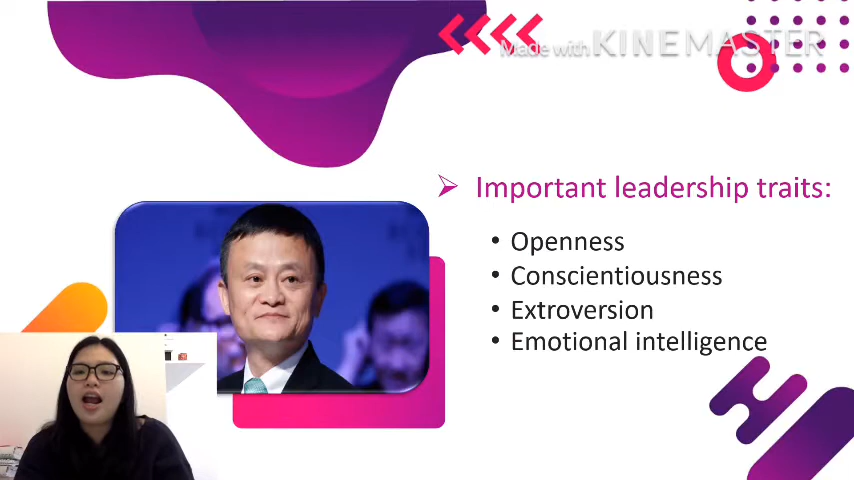 Made with KINEMASTER
➢ Important leadership traits:
• Openness
• Conscientiousness
• Extroversion
• Emotional intelligence